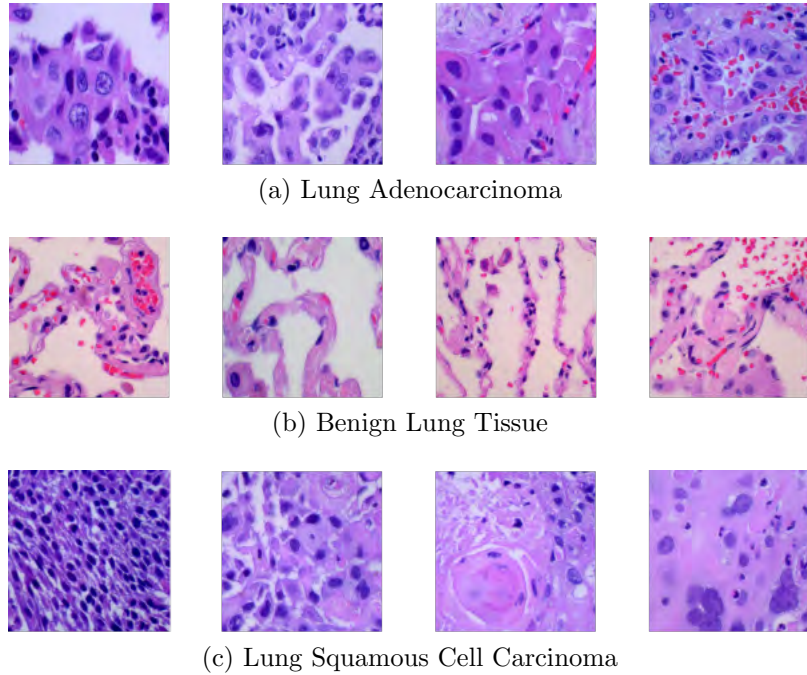 (a) Lung Adenocarcinoma
(b) Benign Lung Tissue
(c) Lung Squamous Cell Carcinoma